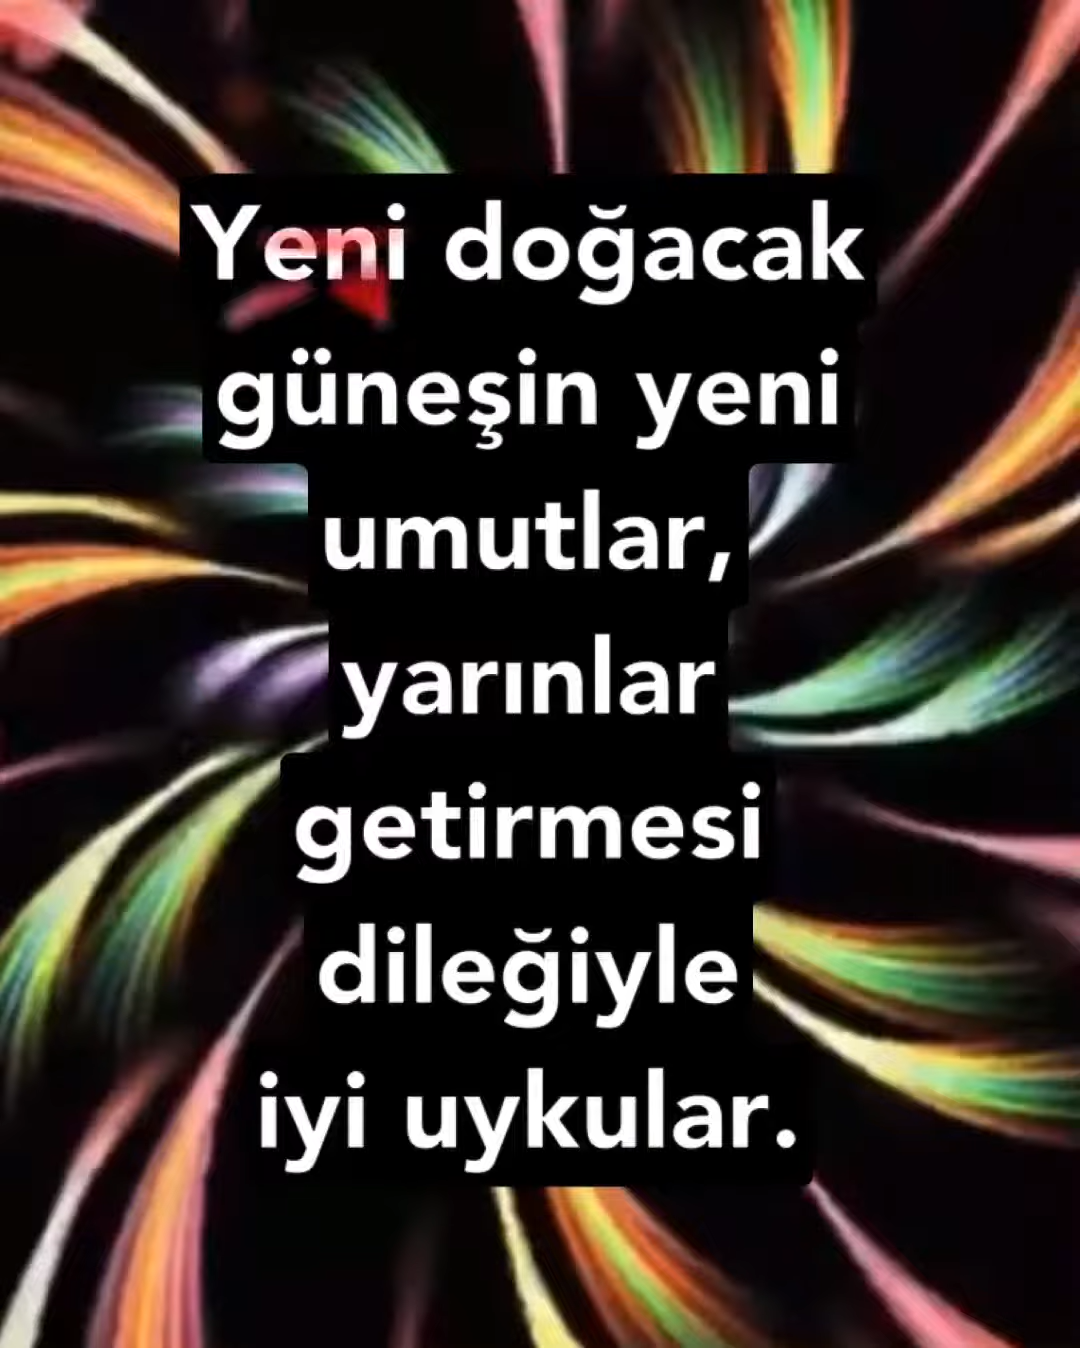 Yeni doğacak
güneşin yeni
umutlar,
yarınlar
getirmesi
dileğiyle
iyi uykular.